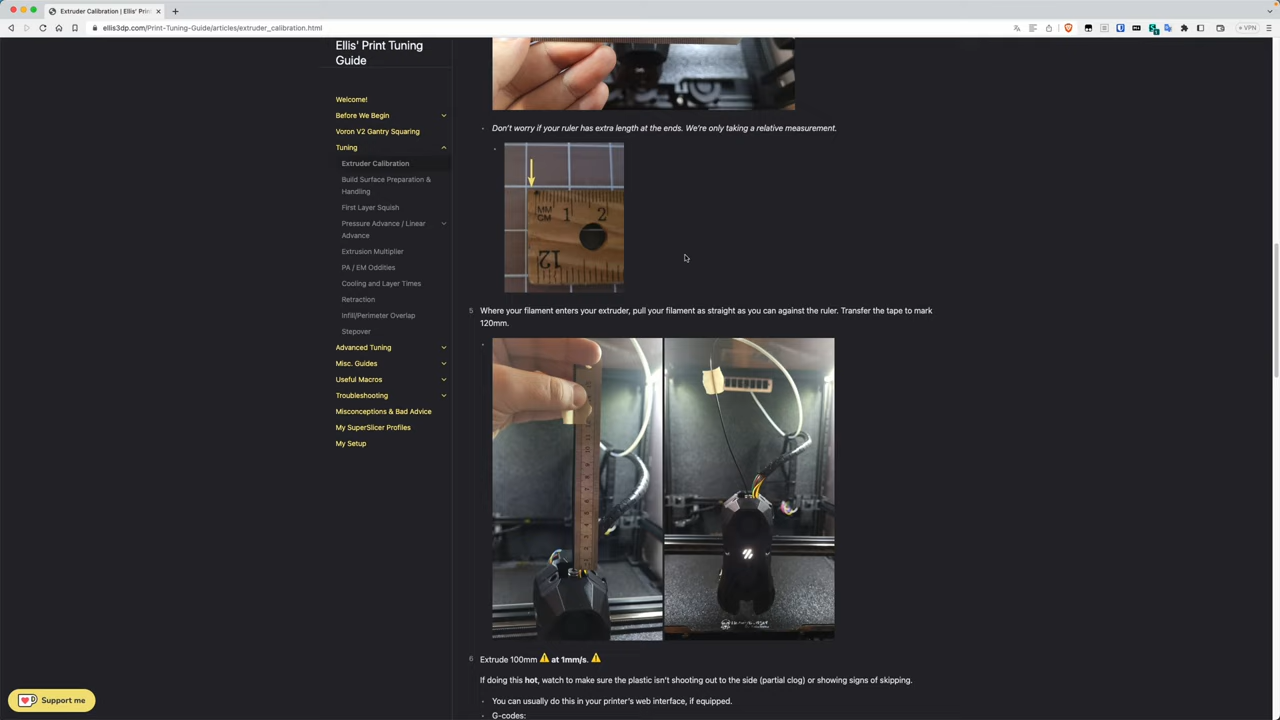 Extruder Calibration | Ellis' Prin
ellis3dp.com/Print-Tuning-Guide/articles/extruder_calibration.html
VPN
Ellis' Print Tuning
Guide
Welcome!
Before We Begin
Voron V2 Gantry Squaring
Tuning
Extruder Calibration
Build Surface Preparation &
Handling
First Layer Squish
Pressure Advance / Linear
Advance
Extrusion Multiplier
PA / EM Oddities
Cooling and Layer Times
Retraction
Infill/Perimeter Overlap
Stepover
Advanced Tuning
Misc. Guides
Useful Macros
Troubleshooting
Misconceptions & Bad Advice
My SuperSlicer Profiles
My Setup
Support me
Don't worry if your ruler has extra length at the ends. We're only taking a relative measurement.
MM
CM
1
2
12
5 Where your filament enters your extruder, pull your filament as straight as you can against the ruler. Transfer the tape to mark
120mm.
6 Extrude 100mm ⚠ at 1mm/s. ⚠
If doing this hot, watch to make sure the plastic isn't shooting out to the side (partial clog) or showing signs of skipping.
You can usually do this in your printer's web interface, if equipped.
G-codes: